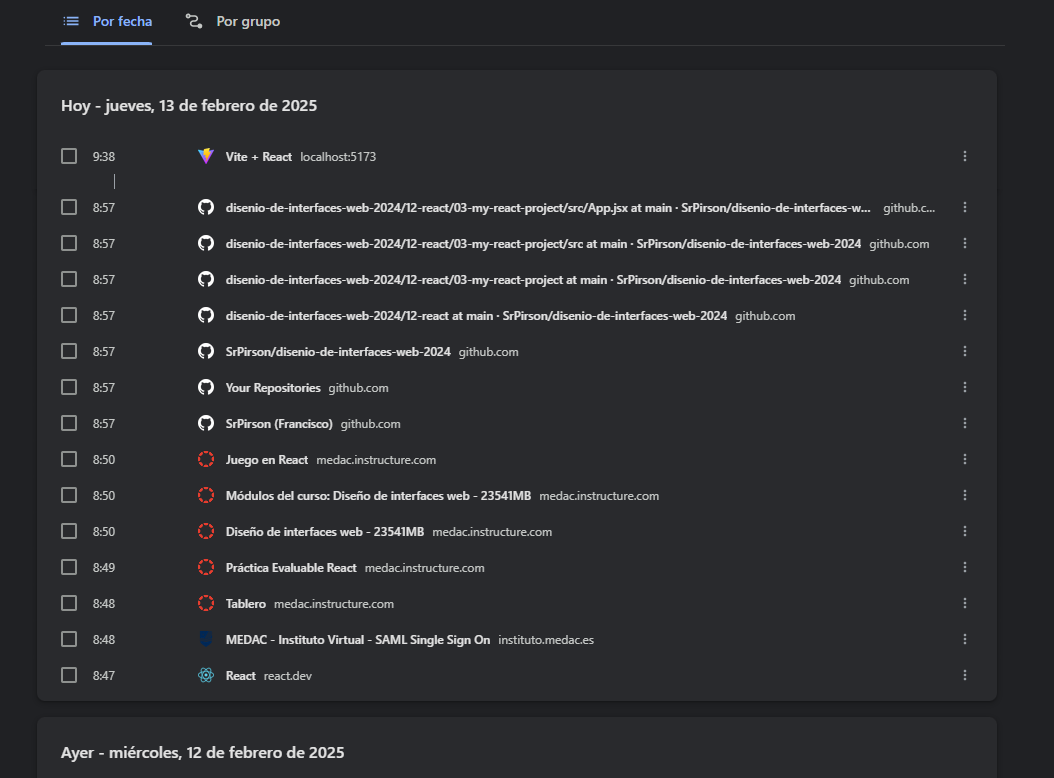 Por fecha Por grupo
Hoy - jueves, 13 de febrero de 2025
9:38 Vite + React localhost:5173
8:57 disenio-de-interfaces-web-2024/12-react/03-my-react-project/src/App.jsx at main · SrPirson/disenio-de-interfaces-w... github.c...
8:57 disenio-de-interfaces-web-2024/12-react/03-my-react-project/src at main · SrPirson/disenio-de-interfaces-web-2024 github.com
8:57 disenio-de-interfaces-web-2024/12-react/03-my-react-project at main · SrPirson/disenio-de-interfaces-web-2024 github.com
8:57 disenio-de-interfaces-web-2024/12-react at main · SrPirson/disenio-de-interfaces-web-2024 github.com
8:57 SrPirson/disenio-de-interfaces-web-2024 github.com
8:57 Your Repositories github.com
8:57 SrPirson (Francisco) github.com
8:50 Juego en React medac.instructure.com
8:50 Módulos del curso: Diseño de interfaces web - 23541MB medac.instructure.com
8:50 Diseño de interfaces web - 23541MB medac.instructure.com
8:49 Práctica Evaluable React medac.instructure.com
8:48 Tablero medac.instructure.com
8:48 MEDAC - Instituto Virtual - SAML Single Sign On instituto.medac.es
8:47 React react.dev
Ayer - miércoles, 12 de febrero de 2025